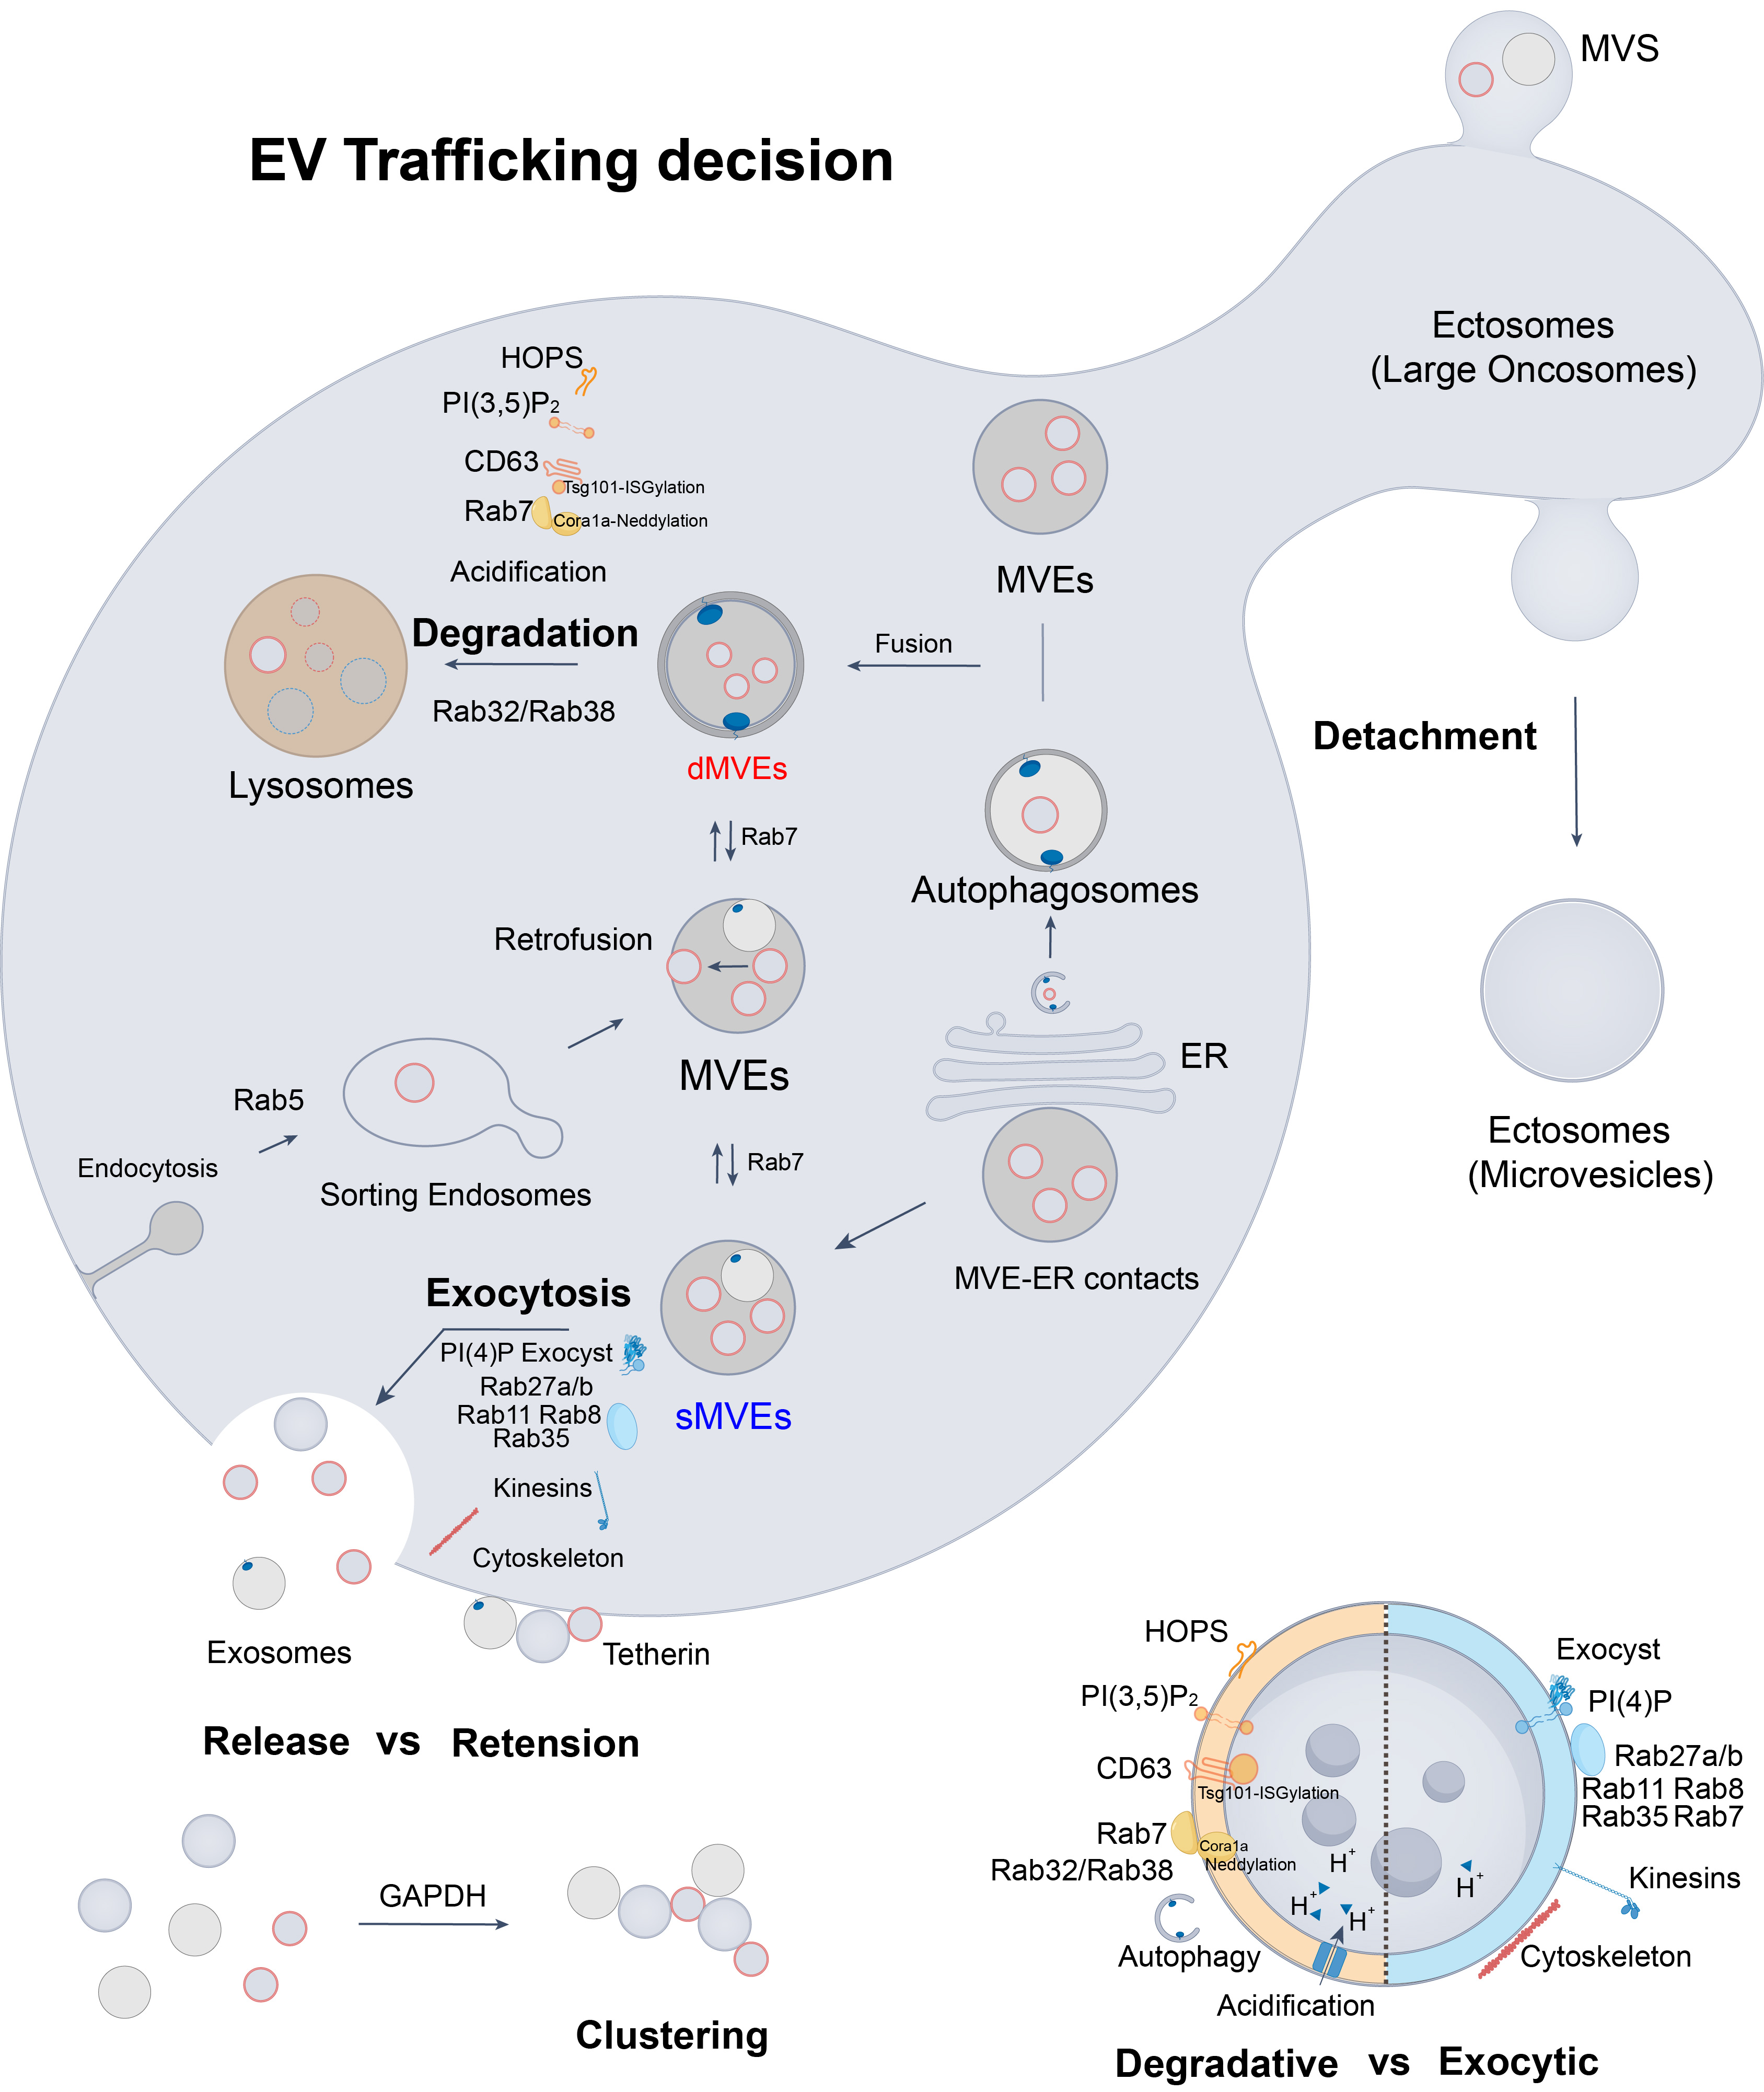 MVS
EV Trafficking decision
Ectosomes
(Large Oncosomes)
HOPS
PI(3,5)P2
CD63
Tsg101-ISGylation
Rab7
Cora1a-Neddylation
Acidification
MVEs
Degradation
Fusion
Rab32/Rab38
Lysosomes
dMVEs
Detachment
Rab7
Autophagosomes
Retrofusion
MVEs
ER
Rab5
Endocytosis
Sorting Endosomes
Rab7
Ectosomes
(Microvesicles)
MVE-ER contacts
Exocytosis
PI(4)P Exocyst
Rab27a/b
Rab11 Rab8
Rab35
sMVEs
Kinesins
Cytoskeleton
Exosomes
Tetherin
Release vs Retension
GAPDH
Clustering
HOPS
PI(3,5)P2
CD63
Tsg101-ISGylation
Rab7
Cora1a
Neddylation
Rab32/Rab38
Autophagy
Acidification
H+
H+
H+
H+
Exocyst
PI(4)P
Rab27a/b
Rab11 Rab8
Rab35 Rab7
Kinesins
Cytoskeleton
Degradative vs Exocytic